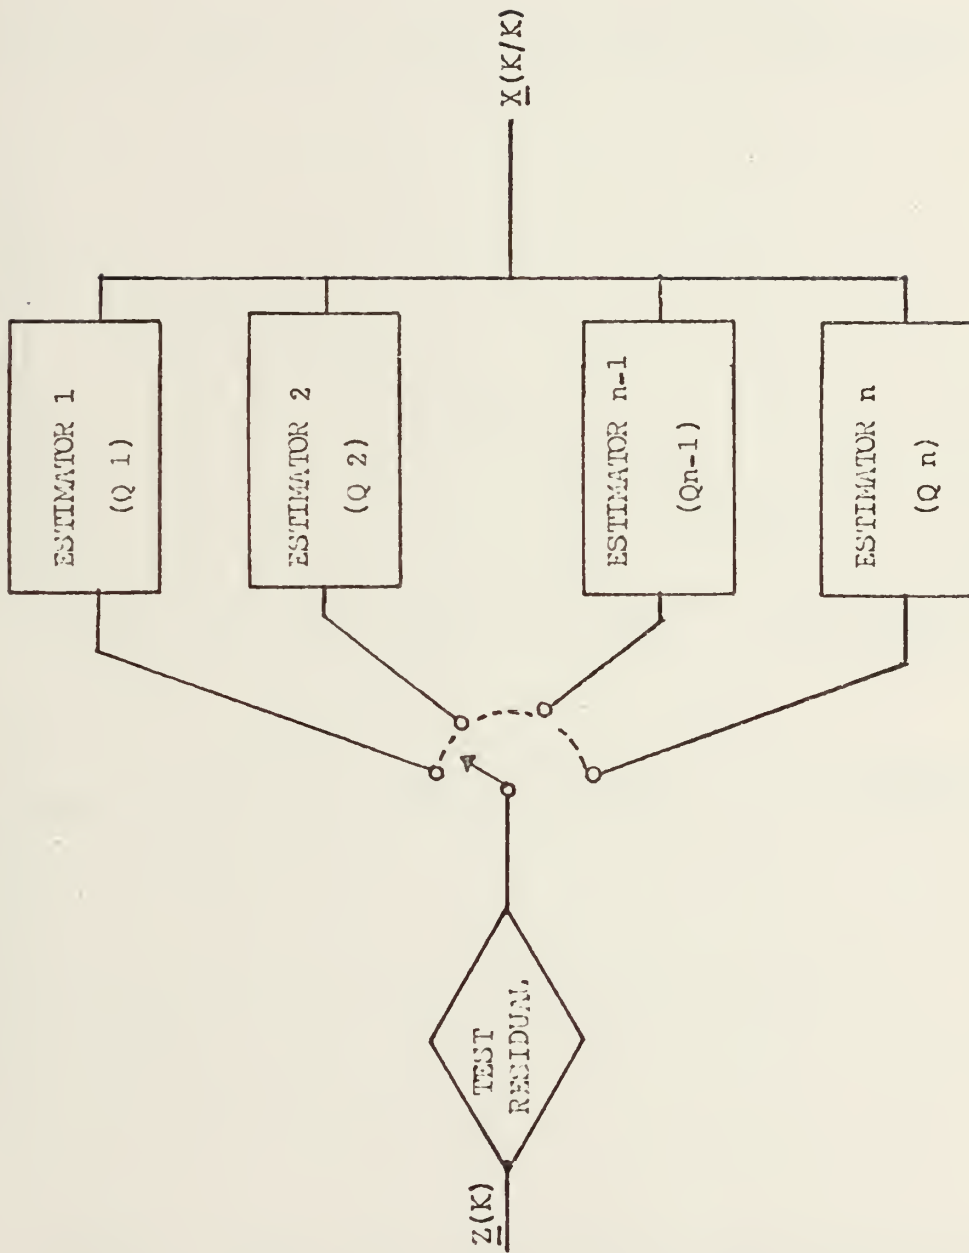 Z(K)
TEST
RESIDUAL
ESTIMATOR 1
(Q 1)
ESTIMATOR 2
(Q 2)
ESTIMATOR n-1
(Qn-1)
ESTIMATOR n
(Q n)
X(K/K)